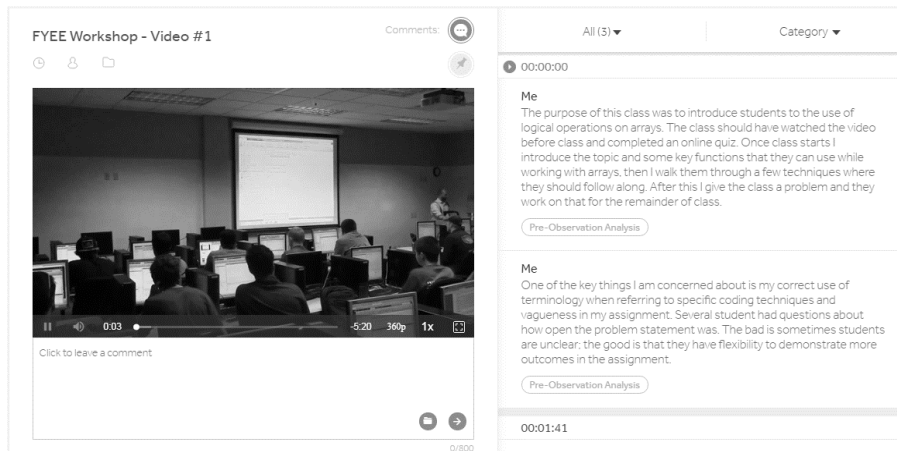 FYEE Workshop - Video #1
Comments:
0:03
-5:20
360p
1x
Click to leave a comment
0/800
All (3)
Category
00:00:00
Me
The purpose of this class was to introduce students to the use of
logical operations on arrays. The class should have watched the video
before class and completed an online quiz. Once class starts I
introduce the topic and some key functions that they can use while
working with arrays, then I walk them through a few techniques where
they should follow along. After this I give the class a problem and they
work on that for the remainder of class.
Pre-Observation Analysis
Me
One of the key things I am concerned about is my correct use of
terminology when referring to specific coding techniques and
vagueness in my assignment. Several student had questions about
how open the problem statement was. The bad is sometimes students
are unclear; the good is that they have flexibility to demonstrate more
outcomes in the assignment.
Pre-Observation Analysis
00:01:41